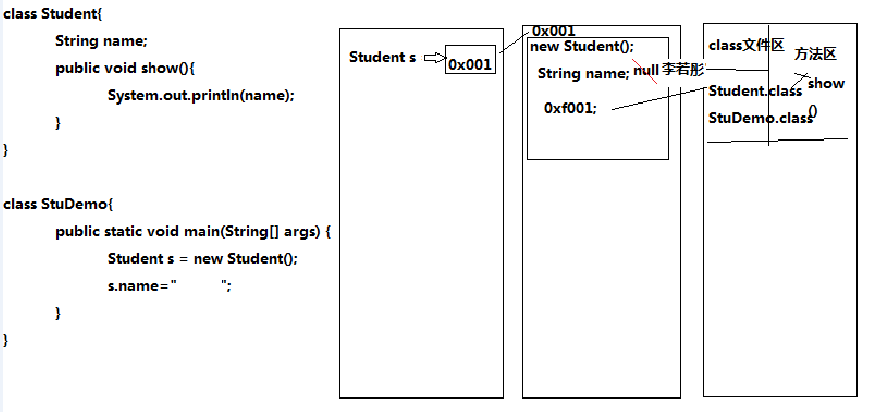 class Student{
String name;
public void show(){
System.out.println(name);
}
}
class StuDemo{
public static void main(String[] args) {
Student s = new Student();
s.name=" ";
}
}
Student s
0x001
0x001
new Student();
String name; null 李若彤
0xf001;
class文件区
方法区
Student.class
show
()
StuDemo.class